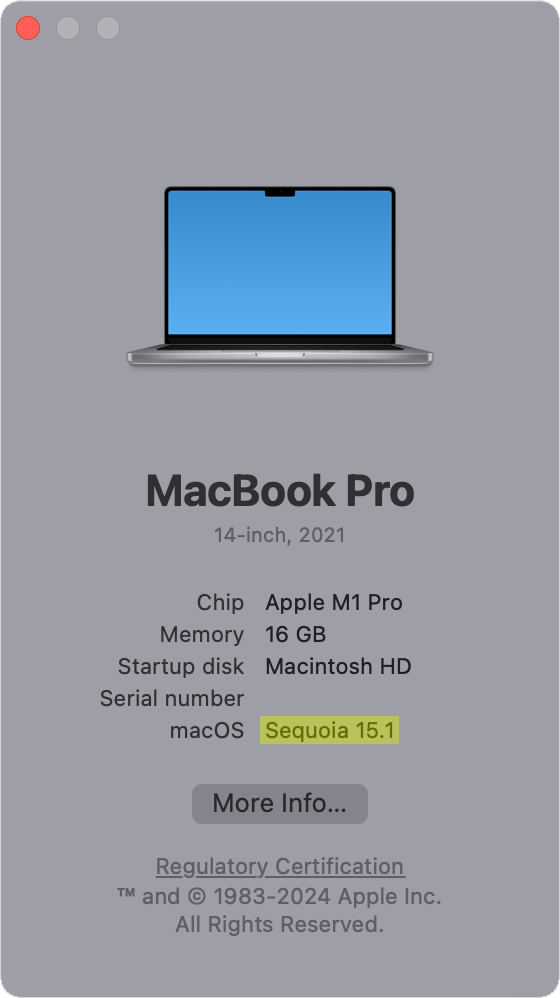 MacBook Pro
14-inch, 2021
Chip Apple M1 Pro
Memory 16 GB
Startup disk Macintosh HD
Serial number
macOS Sequoia 15.1
More Info...
Regulatory Certification
™ and © 1983-2024 Apple Inc.
All Rights Reserved.